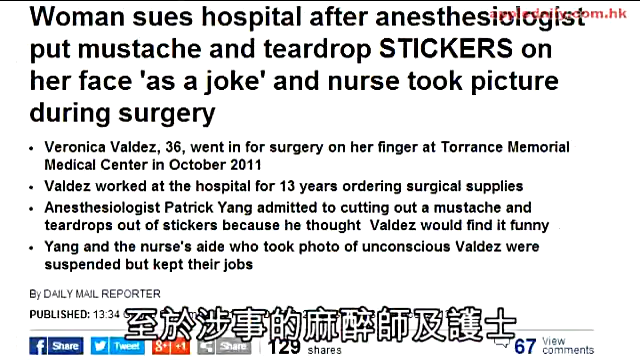 appledaily.com.hk
Woman sues hospital after anesthesiologist
put mustache and teardrop STICKERS on
her face 'as a joke' and nurse took picture
during surgery
• Veronica Valdez, 36, went in for surgery on her finger at Torrance Memorial
Medical Center in October 2011
• Valdez worked at the hospital for 13 years ordering surgical supplies
• Anesthesiologist Patrick Yang admitted to cutting out a mustache and
teardrops out of stickers because he thought Valdez would find it funny
• Yang and the nurse's aide who took photo of unconscious Valdez were
suspended but kept their jobs
By DAILY MAIL REPORTER
PUBLISHED: 13:34
至於涉事的麻醉師及護士
Share Tweet +1 Share 129 shares 67 View
comments